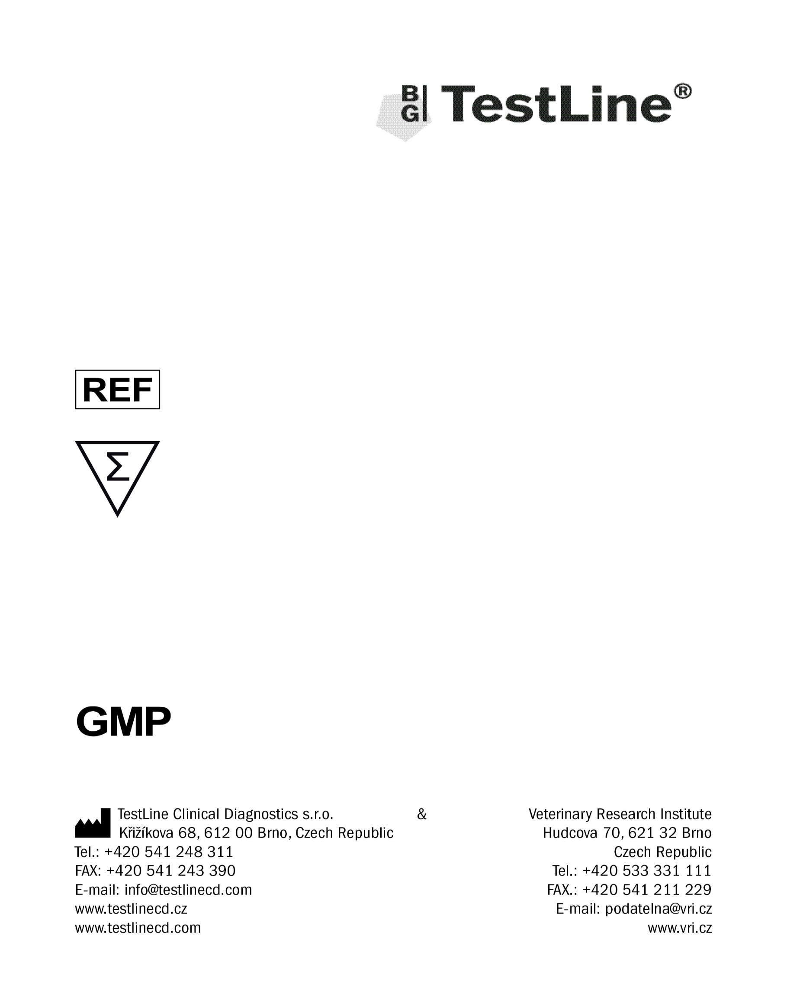 BG TestLine®
REF
Σ
GMP
TestLine Clinical Diagnostics s.r.o.
Křižíkova 68, 612 00 Brno, Czech Republic
Tel.: +420 541 248 311
FAX: +420 541 243 390
E-mail: info@testlinecd.com
www.testlinecd.cz
www.testlinecd.com
&
Veterinary Research Institute
Hudcova 70, 621 32 Brno
Czech Republic
Tel.: +420 533 331 111
FAX.: +420 541 211 229
E-mail: podatelna@vri.cz
www.vri.cz